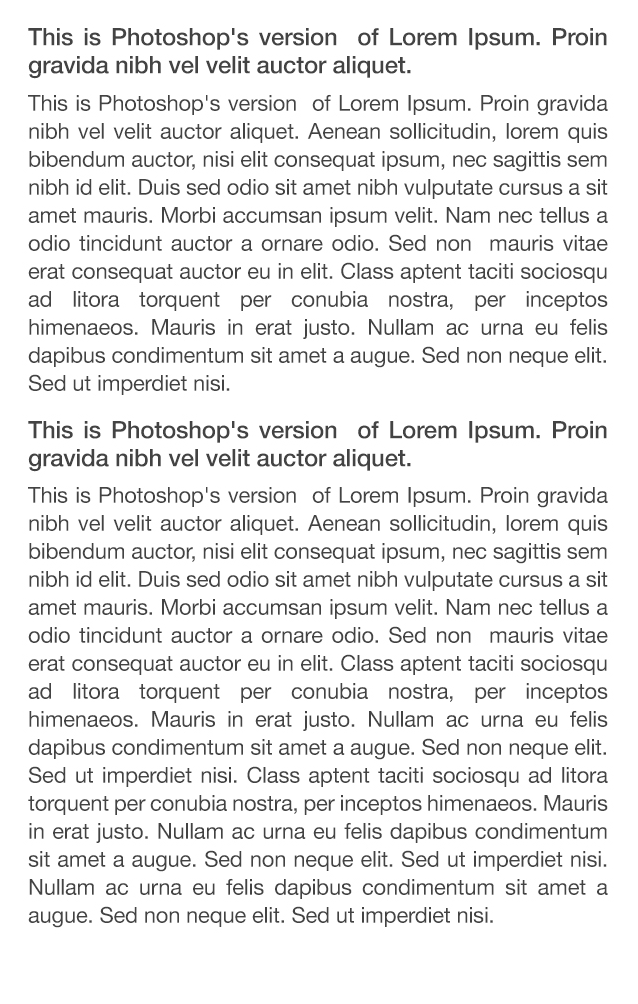 This is Photoshop's version  of Lorem Ipsum. Proin
gravida nibh vel velit auctor aliquet.
This is Photoshop's version  of Lorem Ipsum. Proin gravida
nibh vel velit auctor aliquet. Aenean sollicitudin, lorem quis
bibendum auctor, nisi elit consequat ipsum, nec sagittis sem
nibh id elit. Duis sed odio sit amet nibh vulputate cursus a sit
amet mauris. Morbi accumsan ipsum velit. Nam nec tellus a
odio tincidunt auctor a ornare odio. Sed non  mauris vitae
erat consequat auctor eu in elit. Class aptent taciti sociosqu
ad litora torquent per conubia nostra, per inceptos
himenaeos. Mauris in erat justo. Nullam ac urna eu felis
dapibus condimentum sit amet a augue. Sed non neque elit.
Sed ut imperdiet nisi.
This is Photoshop's version  of Lorem Ipsum. Proin
gravida nibh vel velit auctor aliquet.
This is Photoshop's version  of Lorem Ipsum. Proin gravida
nibh vel velit auctor aliquet. Aenean sollicitudin, lorem quis
bibendum auctor, nisi elit consequat ipsum, nec sagittis sem
nibh id elit. Duis sed odio sit amet nibh vulputate cursus a sit
amet mauris. Morbi accumsan ipsum velit. Nam nec tellus a
odio tincidunt auctor a ornare odio. Sed non  mauris vitae
erat consequat auctor eu in elit. Class aptent taciti sociosqu
ad litora torquent per conubia nostra, per inceptos
himenaeos. Mauris in erat justo. Nullam ac urna eu felis
dapibus condimentum sit amet a augue. Sed non neque elit.
Sed ut imperdiet nisi. Class aptent taciti sociosqu ad litora
torquent per conubia nostra, per inceptos himenaeos. Mauris
in erat justo. Nullam ac urna eu felis dapibus condimentum
sit amet a augue. Sed non neque elit. Sed ut imperdiet nisi.
Nullam ac urna eu felis dapibus condimentum sit amet a
augue. Sed non neque elit. Sed ut imperdiet nisi.